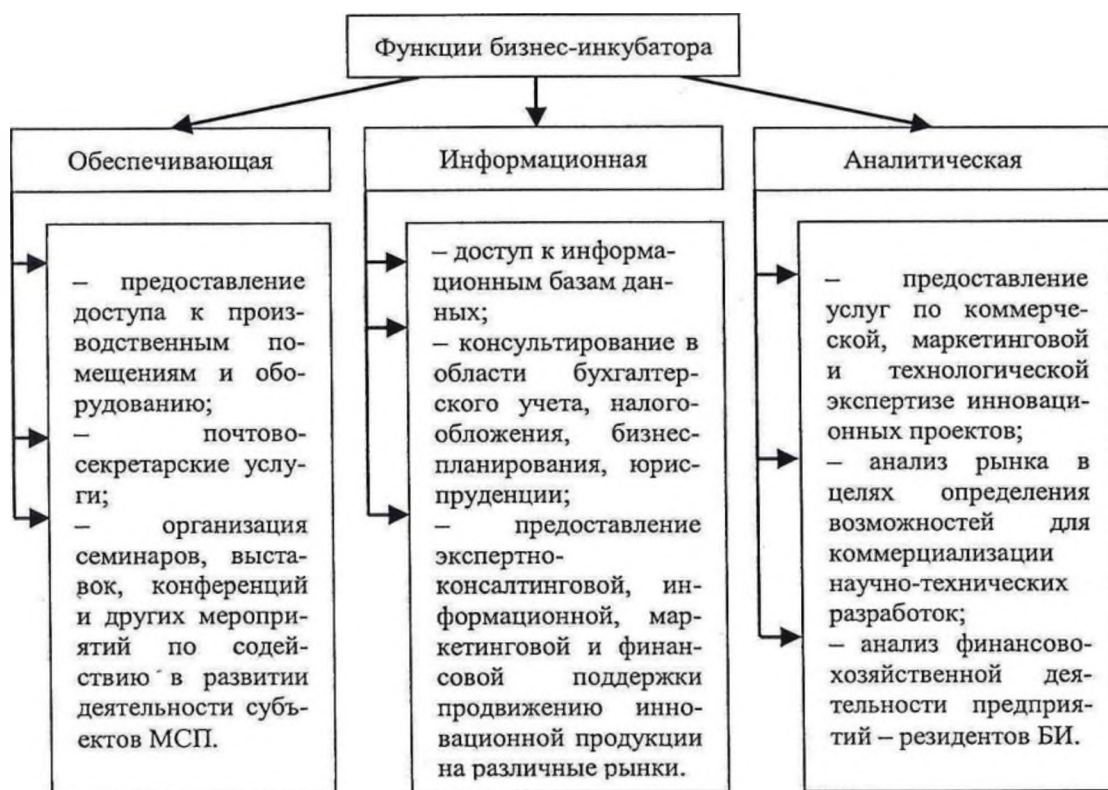 Функции бизнес-инкубатора
Обеспечивающая
Информационная
Аналитическая
– предоставление
доступа к произ-
водственным по-
мещениям и обо-
рудованию;
– почтово-
секретарские услу-
ги;
– организация
семинаров, выста-
вок, конференций
и других меропри-
ятий по содей-
ствию в развитии
деятельности субъ-
ектов МСП.
– доступ к информа-
ционным базам дан-
ных;
– консультирование в
области бухгалтер-
ского учета, налого-
обложения, бизнес-
планирования, юрис-
пруденции;
– предоставление
экспертно-
консалтинговой, ин-
формационной, мар-
кетинговой и финан-
совой поддержки
продвижению инно-
вационной продукции
на различные рынки.
– предоставление
услуг по коммерче-
ской, маркетинговой
и технологической
экспертизе инноваци-
онных проектов;
– анализ рынка в
целях определения
возможностей для
коммерциализации
научно-технических
разработок;
– анализ финансово-
хозяйственной дея-
тельности предприя-
тий – резидентов БИ.